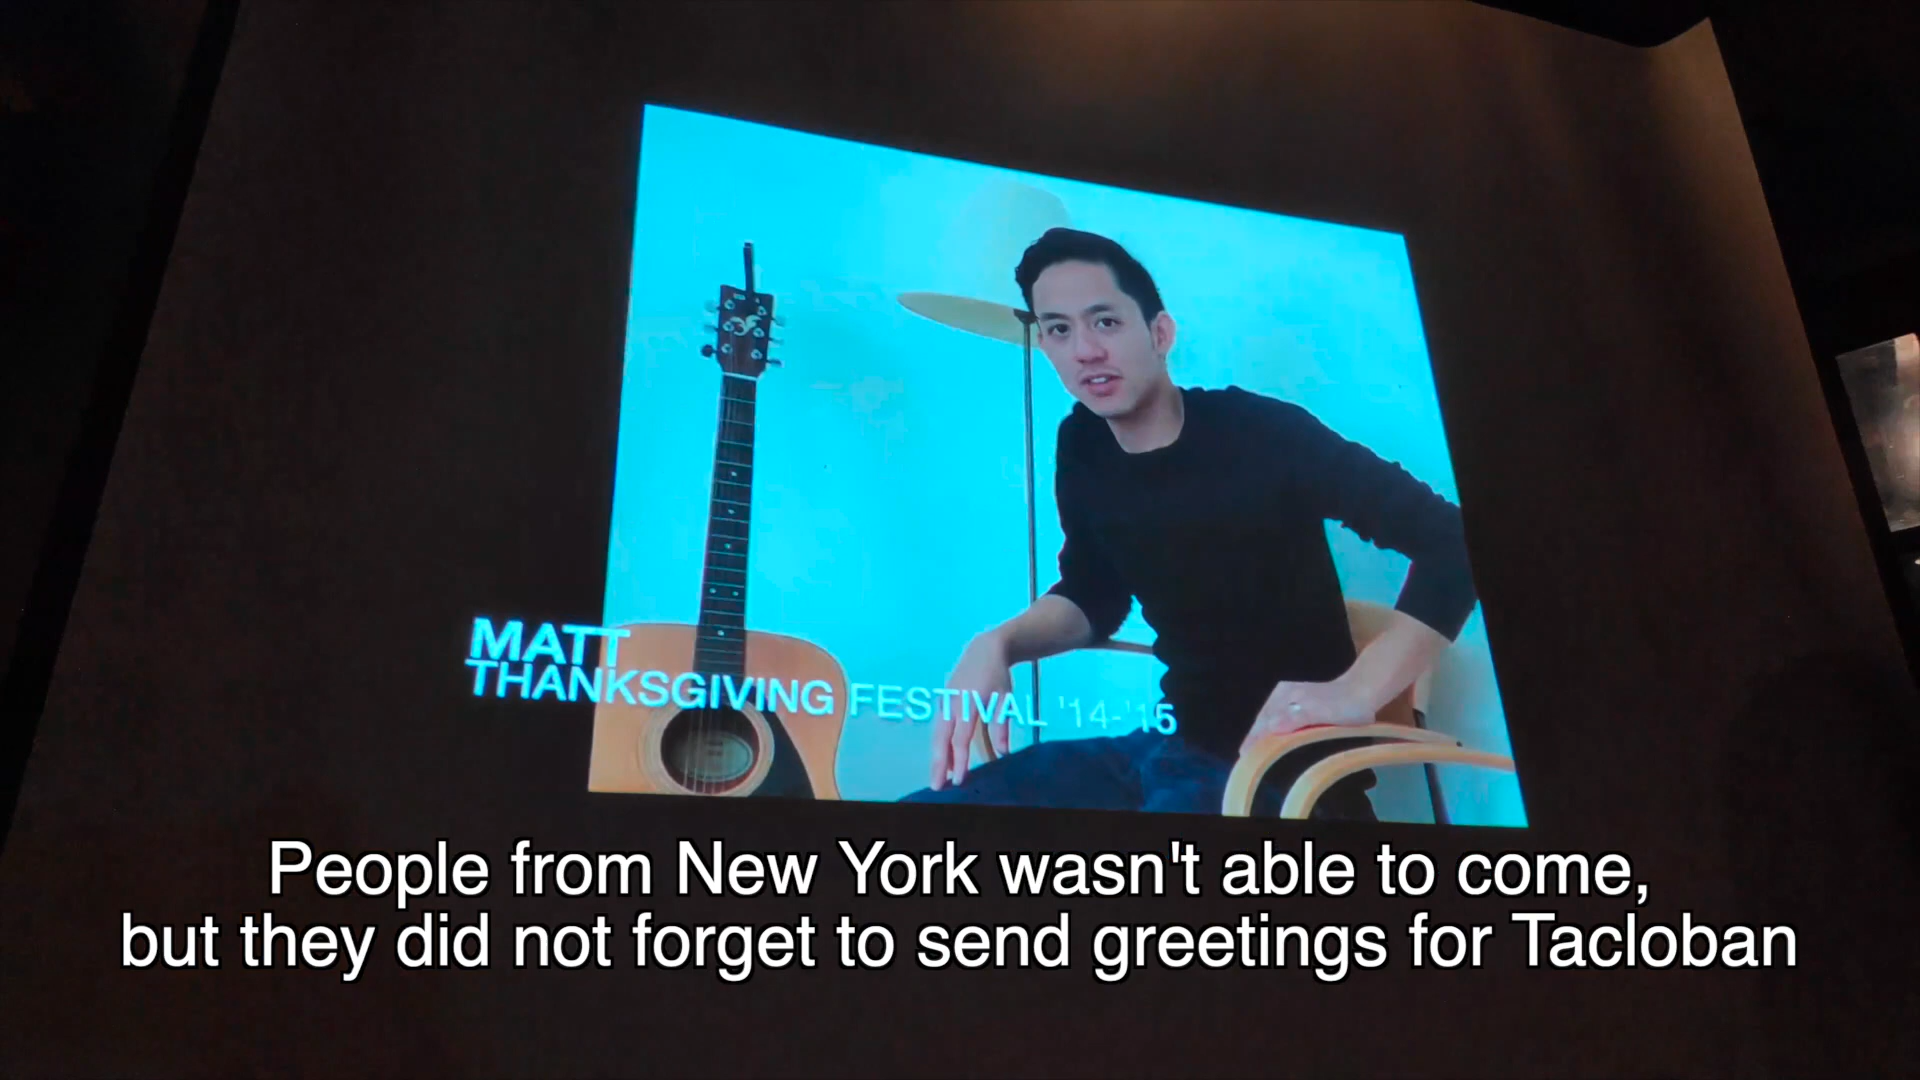 MATT
THANKSGIVING FESTIVAL '14-'15
People from New York wasn't able to come,
but they did not forget to send greetings for Tacloban